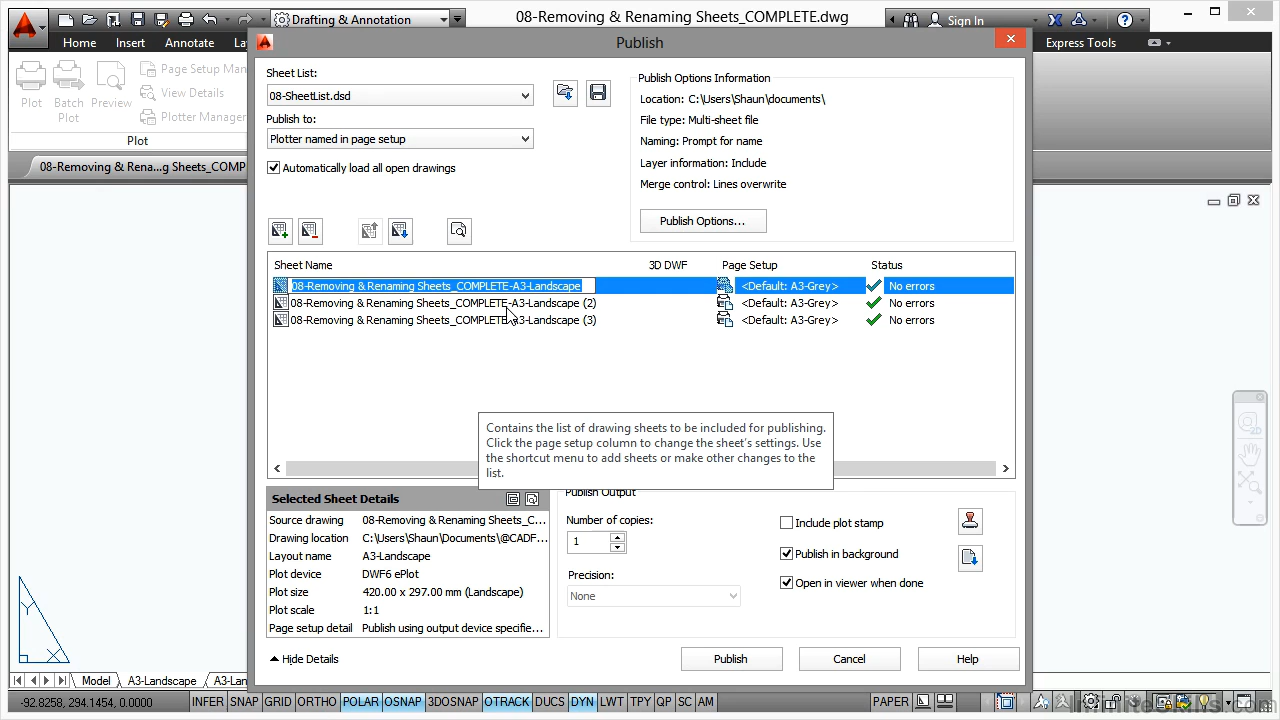 Drafting & Annotation
08-Removing & Renaming Sheets_COMPLETE.dwg
Sign In
Home
Insert
Annotate
Publish
Express Tools
Plot
Batch
Plot
Preview
Page Setup Man
View Details
Plotter Manager
Plot
08-Removing & Rena...g Sheets_COMP
Sheet List:
08-SheetList.dsd
Publish to:
Plotter named in page setup
Automatically load all open drawings
Publish Options Information
Location: C:\Users\Shaun\documents\
File type: Multi-sheet file
Naming: Prompt for name
Layer information: Include
Merge control: Lines overwrite
Publish Options...
Sheet Name 3D DWF Page Setup Status
08-Removing & Renaming Sheets_COMPLETE-A3-Landscape <Default: A3-Grey> No errors
08-Removing & Renaming Sheets_COMPLETE-A3-Landscape (2) <Default: A3-Grey> No errors
08-Removing & Renaming Sheets_COMPLETE-A3-Landscape (3) <Default: A3-Grey> No errors
Contains the list of drawing sheets to be included for publishing.
Click the page setup column to change the sheet's settings. Use
the shortcut menu to add sheets or make other changes to the
list.
Selected Sheet Details
Source drawing 08-Removing & Renaming Sheets_C...
Drawing location C:\Users\Shaun\Documents\@CADF...
Layout name A3-Landscape
Plot device DWF6 ePlot
Plot size 420.00 x 297.00 mm (Landscape)
Plot scale 1:1
Page setup detail Publish using output device specifie...
Publish Output
Number of copies:
1
Precision:
None
Include plot stamp
Publish in background
Open in viewer when done
Hide Details
Publish
Cancel
Help
2D
Y
X
Model
A3-Landscape
A3-Lan
-92.8258, 294.1454, 0.0000
INFER SNAP GRID ORTHO POLAR OSNAP 3DOSNAP OTRACK DUCS DYN LWT TPY QP SC AM
PAPER